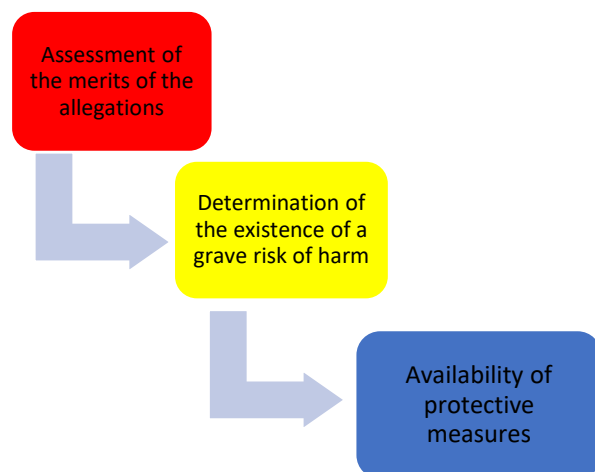 Assessment of
the merits of the
allegations
Determination of
the existence of a
grave risk of harm
Availability of
protective
measures